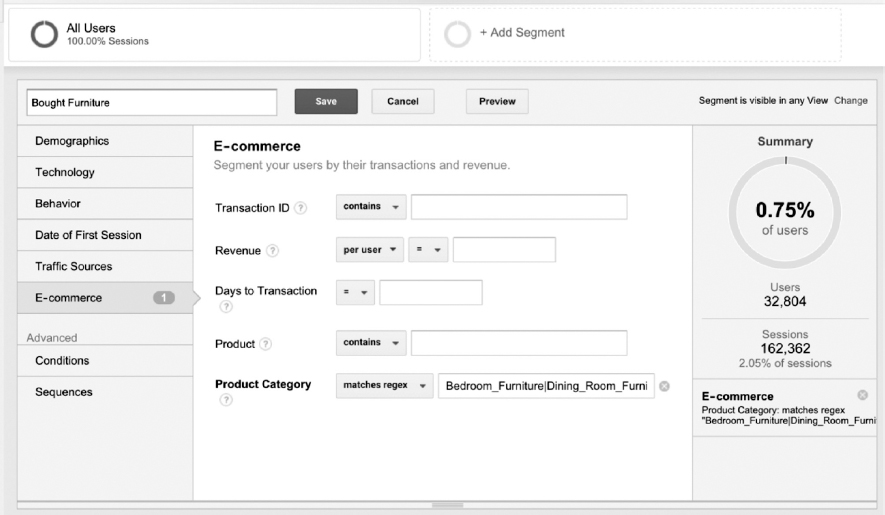 All Users
100.00% Sessions
+ Add Segment
Bought Furniture
Save
Cancel
Preview
Segment is visible in any View Change
Demographics
Technology
Behavior
Date of First Session
Traffic Sources
E-commerce 1
Advanced
Conditions
Sequences
E-commerce
Segment your users by their transactions and revenue.
Transaction ID ? contains
Revenue ? per user =
Days to Transaction =
?
Product ? contains
Product Category matches regex Bedroom_Furniture|Dining_Room_Furni
?
Summary
0.75%
of users
Users
32,804
Sessions
162,362
2.05% of sessions
E-commerce
Product Category: matches regex
"Bedroom_Furniture|Dining_Room_Furni